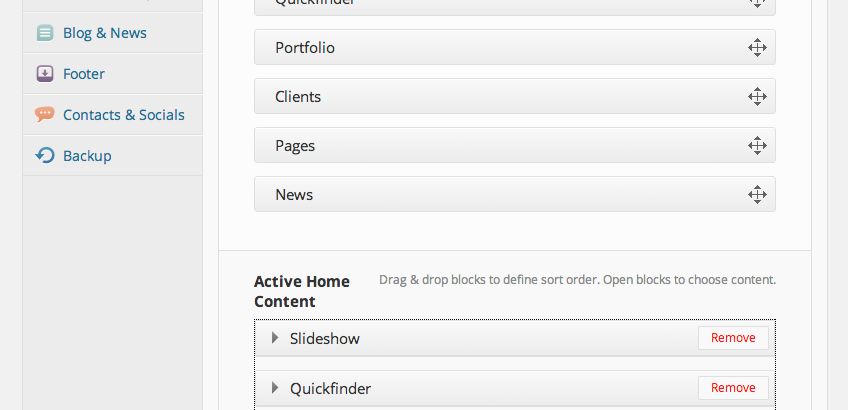 Blog & News
Footer
Contacts & Socials
Backup
Quickfinder
Portfolio
Clients
Pages
News
Active Home
Content
Drag & drop blocks to define sort order. Open blocks to choose content.
Slideshow
Remove
Quickfinder
Remove